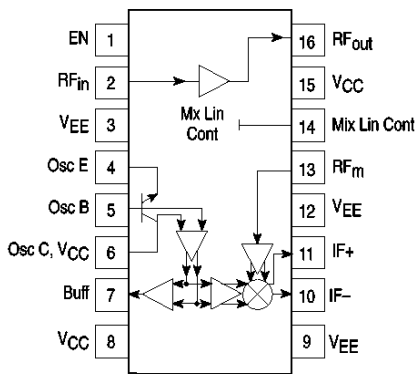 EN 1
RFin 2
VEE 3
Osc E 4
Osc B 5
Osc C, VCC 6
Buff 7
VCC 8
Mx Lin
Cont
16 RFout
15 VCC
14 Mix Lin Cont
13 RFm
12 VEE
11 IF+
10 IF–
9 VEE